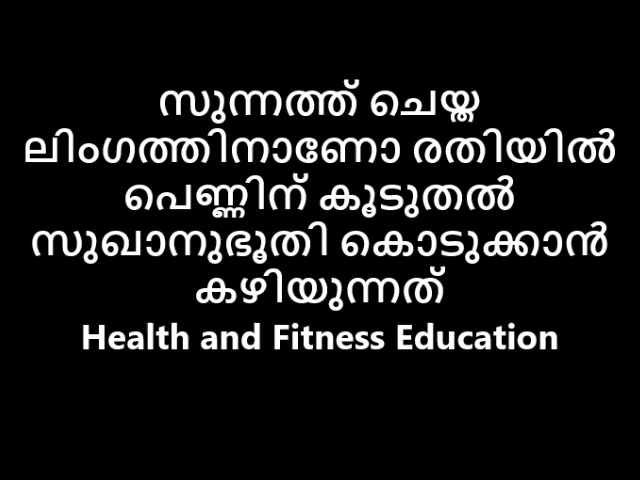 സുന്നത്ത് ചെയ്ത
ലിംഗത്തിനാണോ രതിയിൽ
പെണ്ണിന് കൂടുതൽ
സുഖാനുഭൂതി കൊടുക്കാൻ
കഴിയുന്നത്
Health and Fitness Education